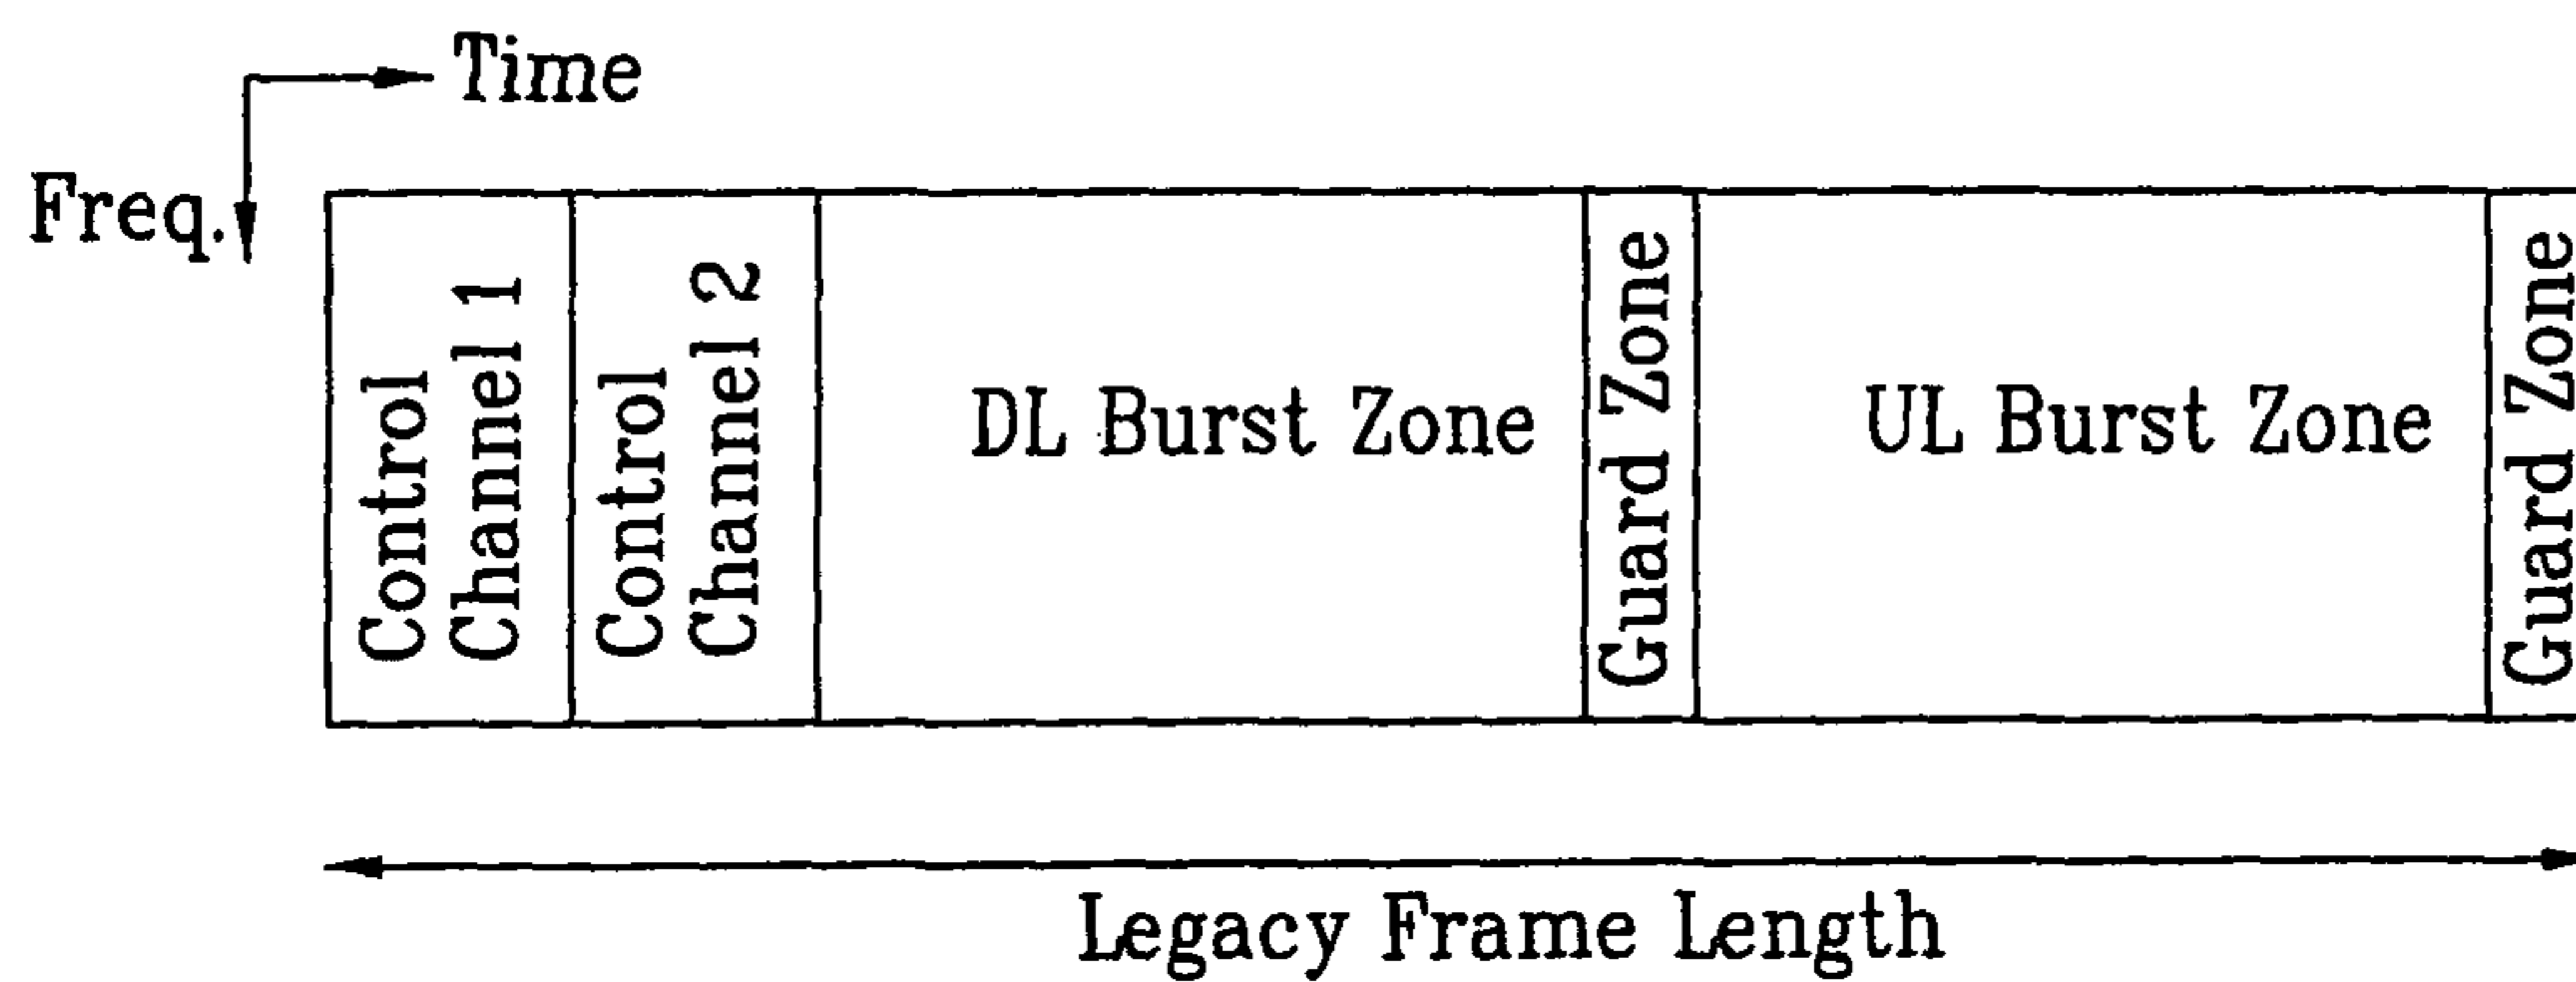 Time
Freq.
Control
Channel 1
Control
Channel 2
DL Burst Zone
Guard Zone
UL Burst Zone
Guard Zone
Legacy Frame Length